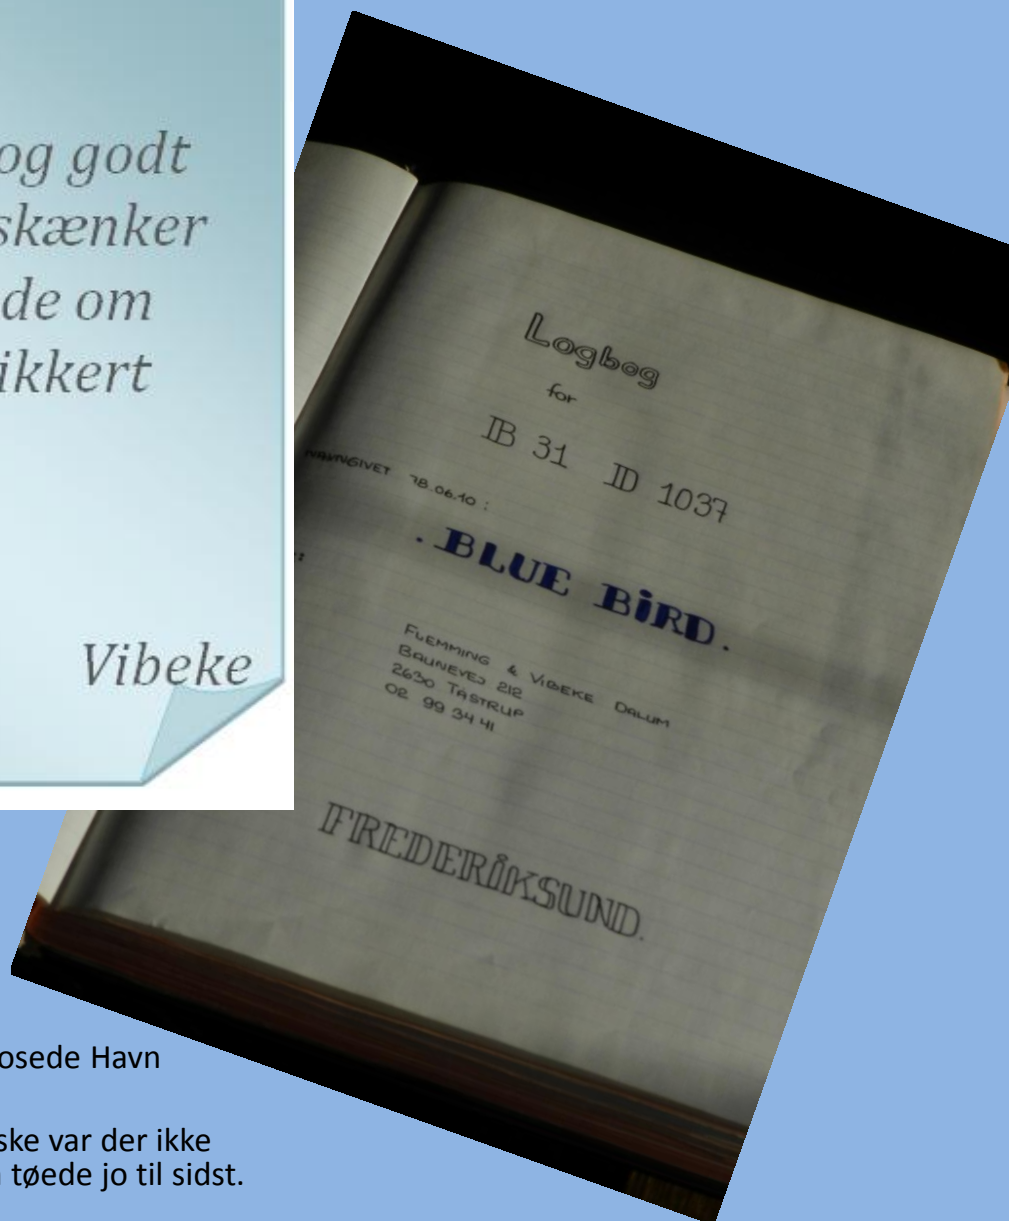 og godt
skænker
de om
ikkert
Vibeke
Logbog
for
IB 31 ID 1037
NAVNGIVET 18.06.10 :
. BLUE BIRD .
FLEMMING & VIBEKE DALUM
BAUNEVEJ 212
2630 TÅSTRUP
02 99 34 41
FREDERIKSUND.
osede Havn
ske var der ikke
tøede jo til sidst.